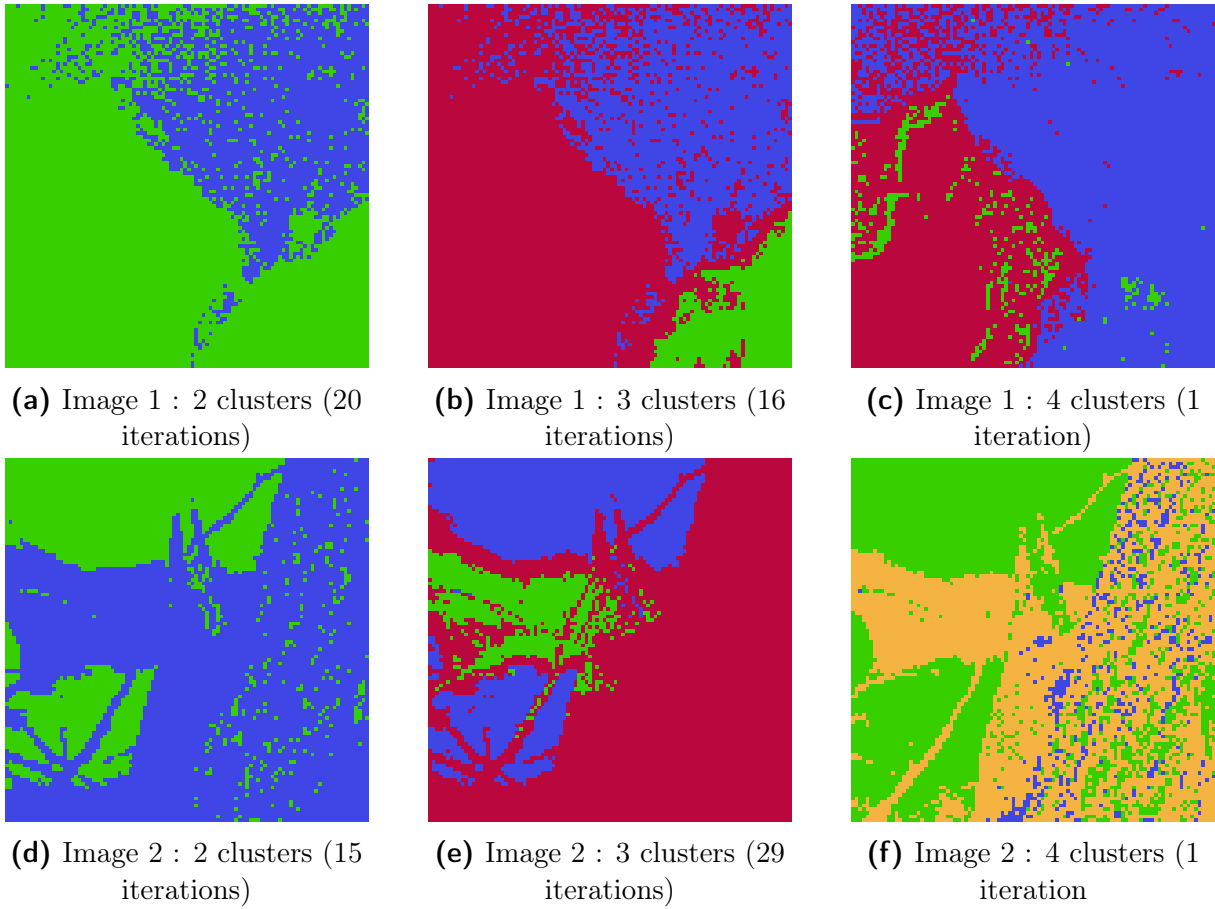 (a) Image 1 : 2 clusters (20
iterations)
(b) Image 1 : 3 clusters (16
iterations)
(c) Image 1 : 4 clusters (1
iteration)
(d) Image 2 : 2 clusters (15
iterations)
(e) Image 2 : 3 clusters (29
iterations)
(f) Image 2 : 4 clusters (1
iteration